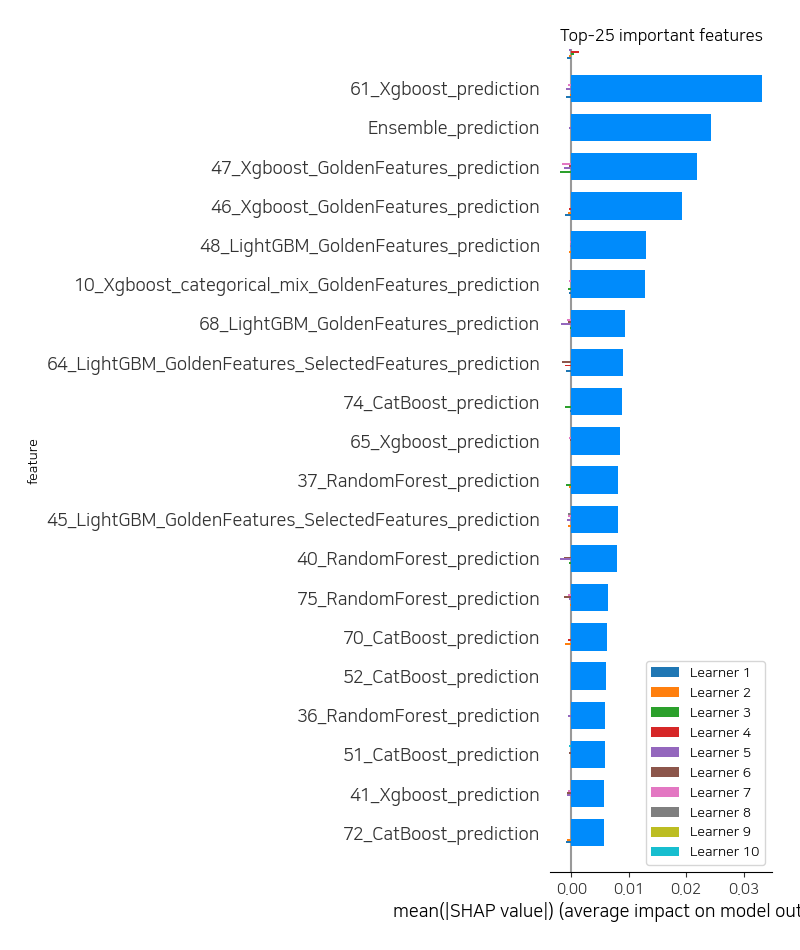 Top-25 important features
61_Xgboost_prediction
Ensemble_prediction
47_Xgboost_GoldenFeatures_prediction
46_Xgboost_GoldenFeatures_prediction
48_LightGBM_GoldenFeatures_prediction
10_Xgboost_categorical_mix_GoldenFeatures_prediction
68_LightGBM_GoldenFeatures_prediction
64_LightGBM_GoldenFeatures_SelectedFeatures_prediction
74_CatBoost_prediction
65_Xgboost_prediction
37_RandomForest_prediction
45_LightGBM_GoldenFeatures_SelectedFeatures_prediction
40_RandomForest_prediction
75_RandomForest_prediction
70_CatBoost_prediction
52_CatBoost_prediction
36_RandomForest_prediction
51_CatBoost_prediction
41_Xgboost_prediction
72_CatBoost_prediction
feature
Learner 1
Learner 2
Learner 3
Learner 4
Learner 5
Learner 6
Learner 7
Learner 8
Learner 9
Learner 10
0.00 0.01 0.02 0.03
mean(|SHAP value|) (average impact on model out